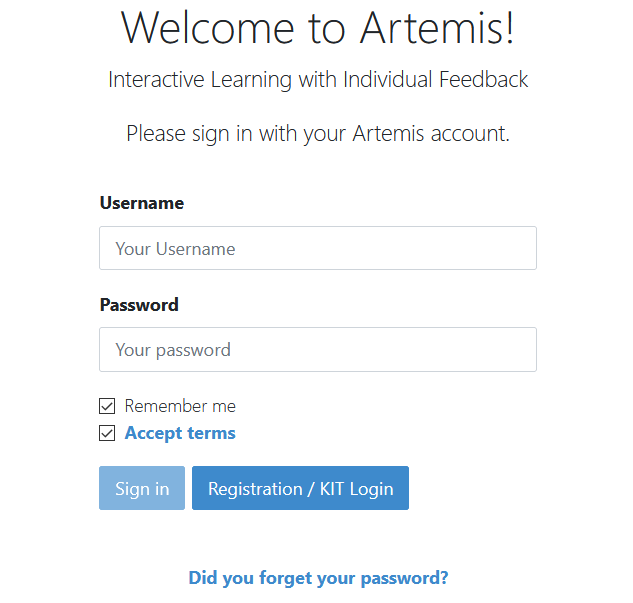 Welcome to Artemis!
Interactive Learning with Individual Feedback
Please sign in with your Artemis account.
Username
Your Username
Password
Your password
Remember me
Accept terms
Sign in Registration / KIT Login
Did you forget your password?